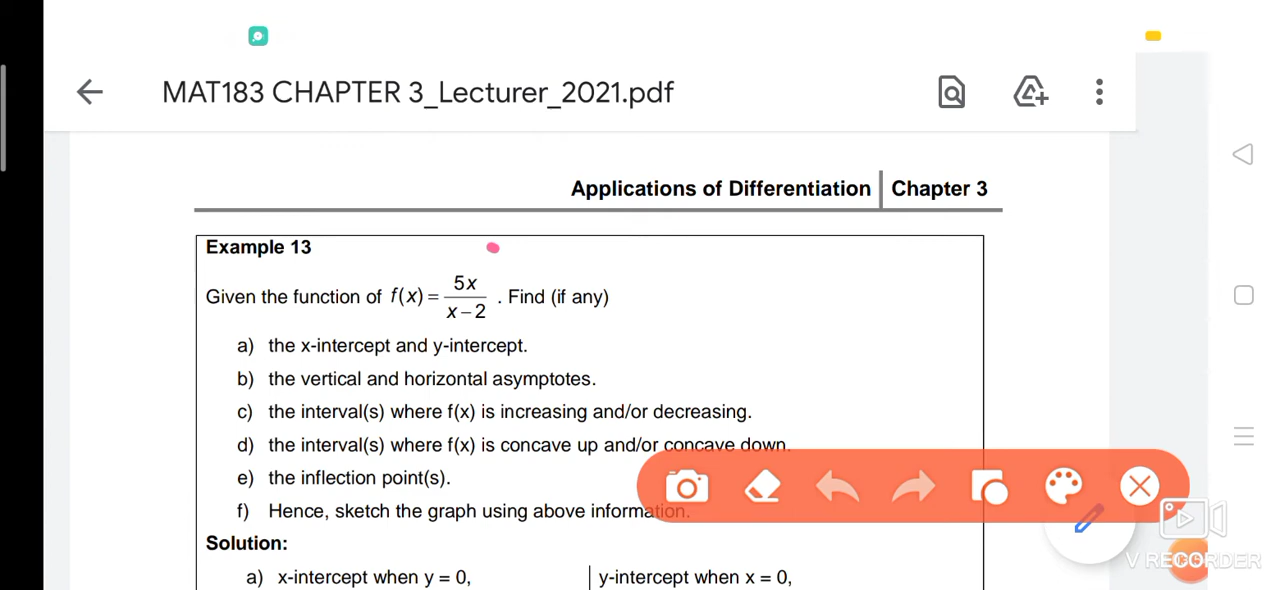 MAT183 CHAPTER 3_Lecturer_2021.pdf
Applications of Differentiation Chapter 3
Example 13
Given the function of f(x) = 5x / x – 2 . Find (if any)
a) the x-intercept and y-intercept.
b) the vertical and horizontal asymptotes.
c) the interval(s) where f(x) is increasing and/or decreasing.
d) the interval(s) where f(x) is concave up and/or concave down.
e) the inflection point(s).
f) Hence, sketch the graph using above information.
Solution:
a) x-intercept when y = 0, y-intercept when x = 0,
V RECORDER